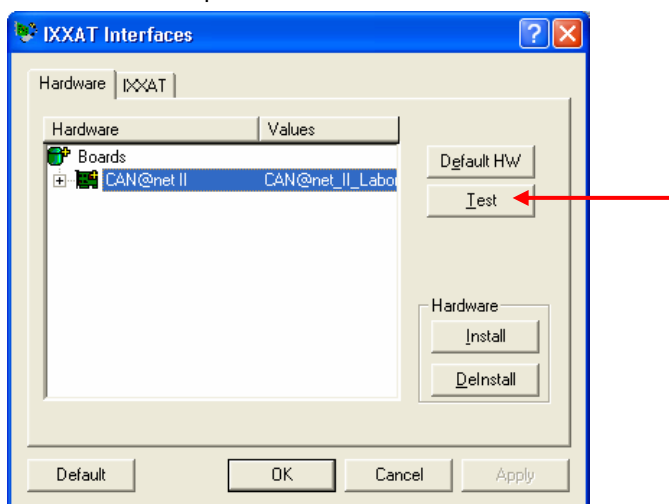 IXXAT Interfaces
Hardware IXXAT
Hardware Values
Boards
CAN@net II CAN@net_II_Labor
Default HW
Test
Hardware
Install
DeInstall
Default OK Cancel Apply